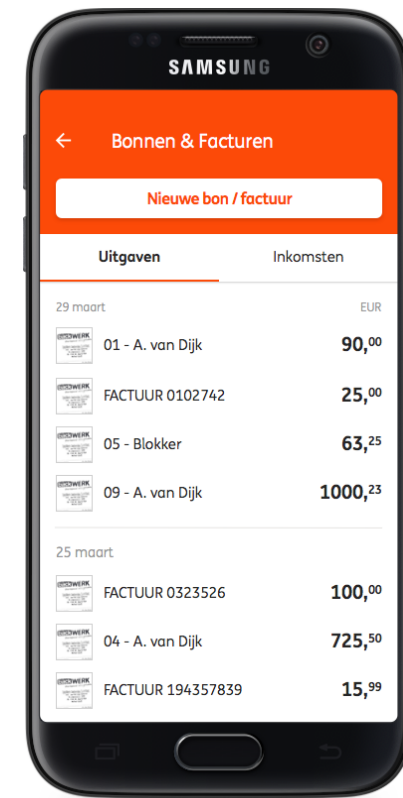 SAMSUNG
Bonnen & Facturen
Nieuwe bon / factuur
Uitgaven Inkomsten
29 maart EUR
01 - A. van Dijk 90,00
FACTUUR 0102742 25,00
05 - Blokker 63,25
09 - A. van Dijk 1000,23
25 maart
FACTUUR 0323526 100,00
04 - A. van Dijk 725,50
FACTUUR 194357839 15,99